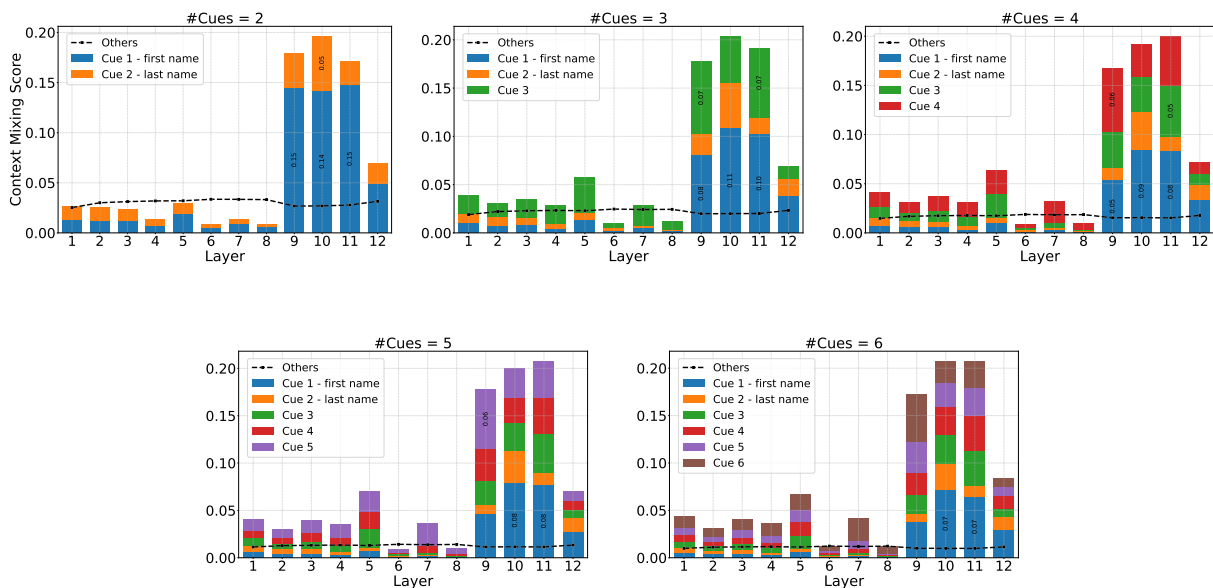 #Cues = 2
Context Mixing Score
0.20
0.15
0.10
0.05
0.00
Others
Cue 1 - first name
Cue 2 - last name
0.15
0.14
0.05
0.15
1 2 3 4 5 6 7 8 9 10 11 12
Layer
#Cues = 3
0.20
0.15
0.10
0.05
0.00
Others
Cue 1 - first name
Cue 2 - last name
Cue 3
0.08
0.07
0.11
0.10
0.07
1 2 3 4 5 6 7 8 9 10 11 12
Layer
#Cues = 4
0.20
0.15
0.10
0.05
0.00
Others
Cue 1 - first name
Cue 2 - last name
Cue 3
Cue 4
0.05
0.06
0.09
0.08
0.05
1 2 3 4 5 6 7 8 9 10 11 12
Layer
#Cues = 5
Context Mixing Score
0.20
0.15
0.10
0.05
0.00
Others
Cue 1 - first name
Cue 2 - last name
Cue 3
Cue 4
Cue 5
0.06
0.08
0.08
1 2 3 4 5 6 7 8 9 10 11 12
Layer
#Cues = 6
0.20
0.15
0.10
0.05
0.00
Others
Cue 1 - first name
Cue 2 - last name
Cue 3
Cue 4
Cue 5
Cue 6
0.07
0.07
1 2 3 4 5 6 7 8 9 10 11 12
Layer